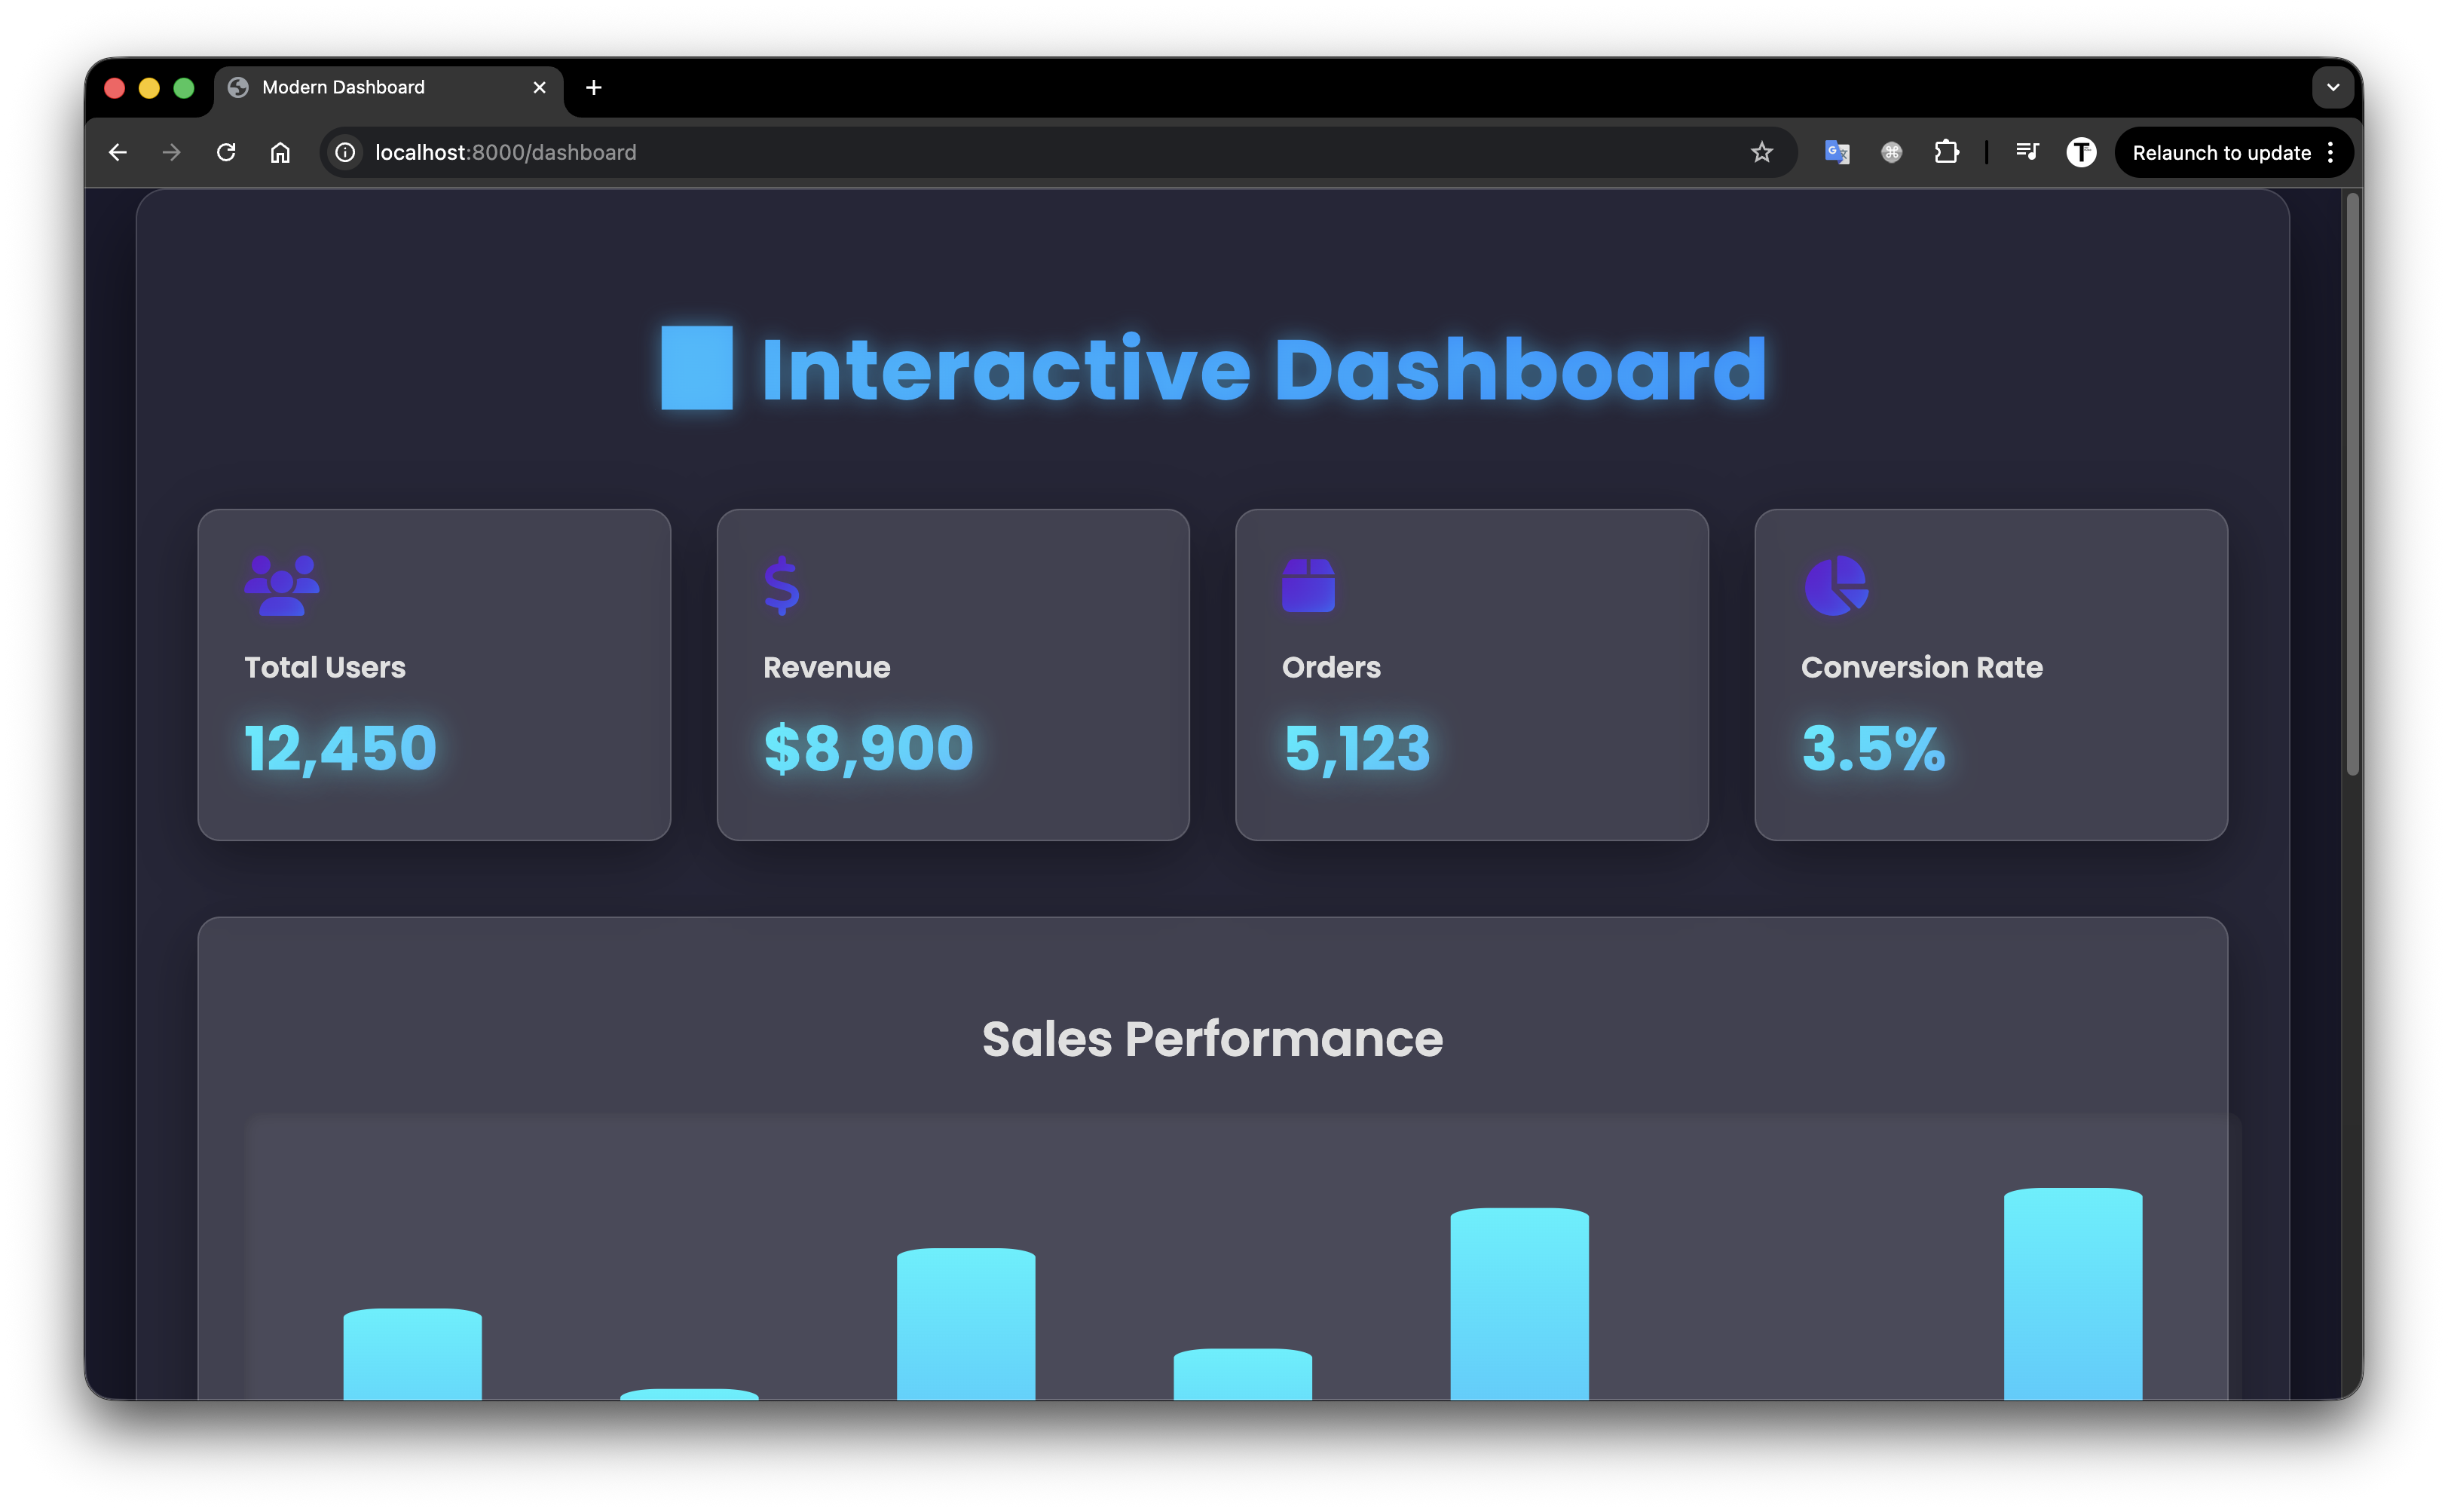 Modern Dashboard
localhost:8000/dashboard
Relaunch to update
Interactive Dashboard
Total Users
Revenue
Orders
Conversion Rate
12,450
$8,900
5,123
3.5%
Sales Performance